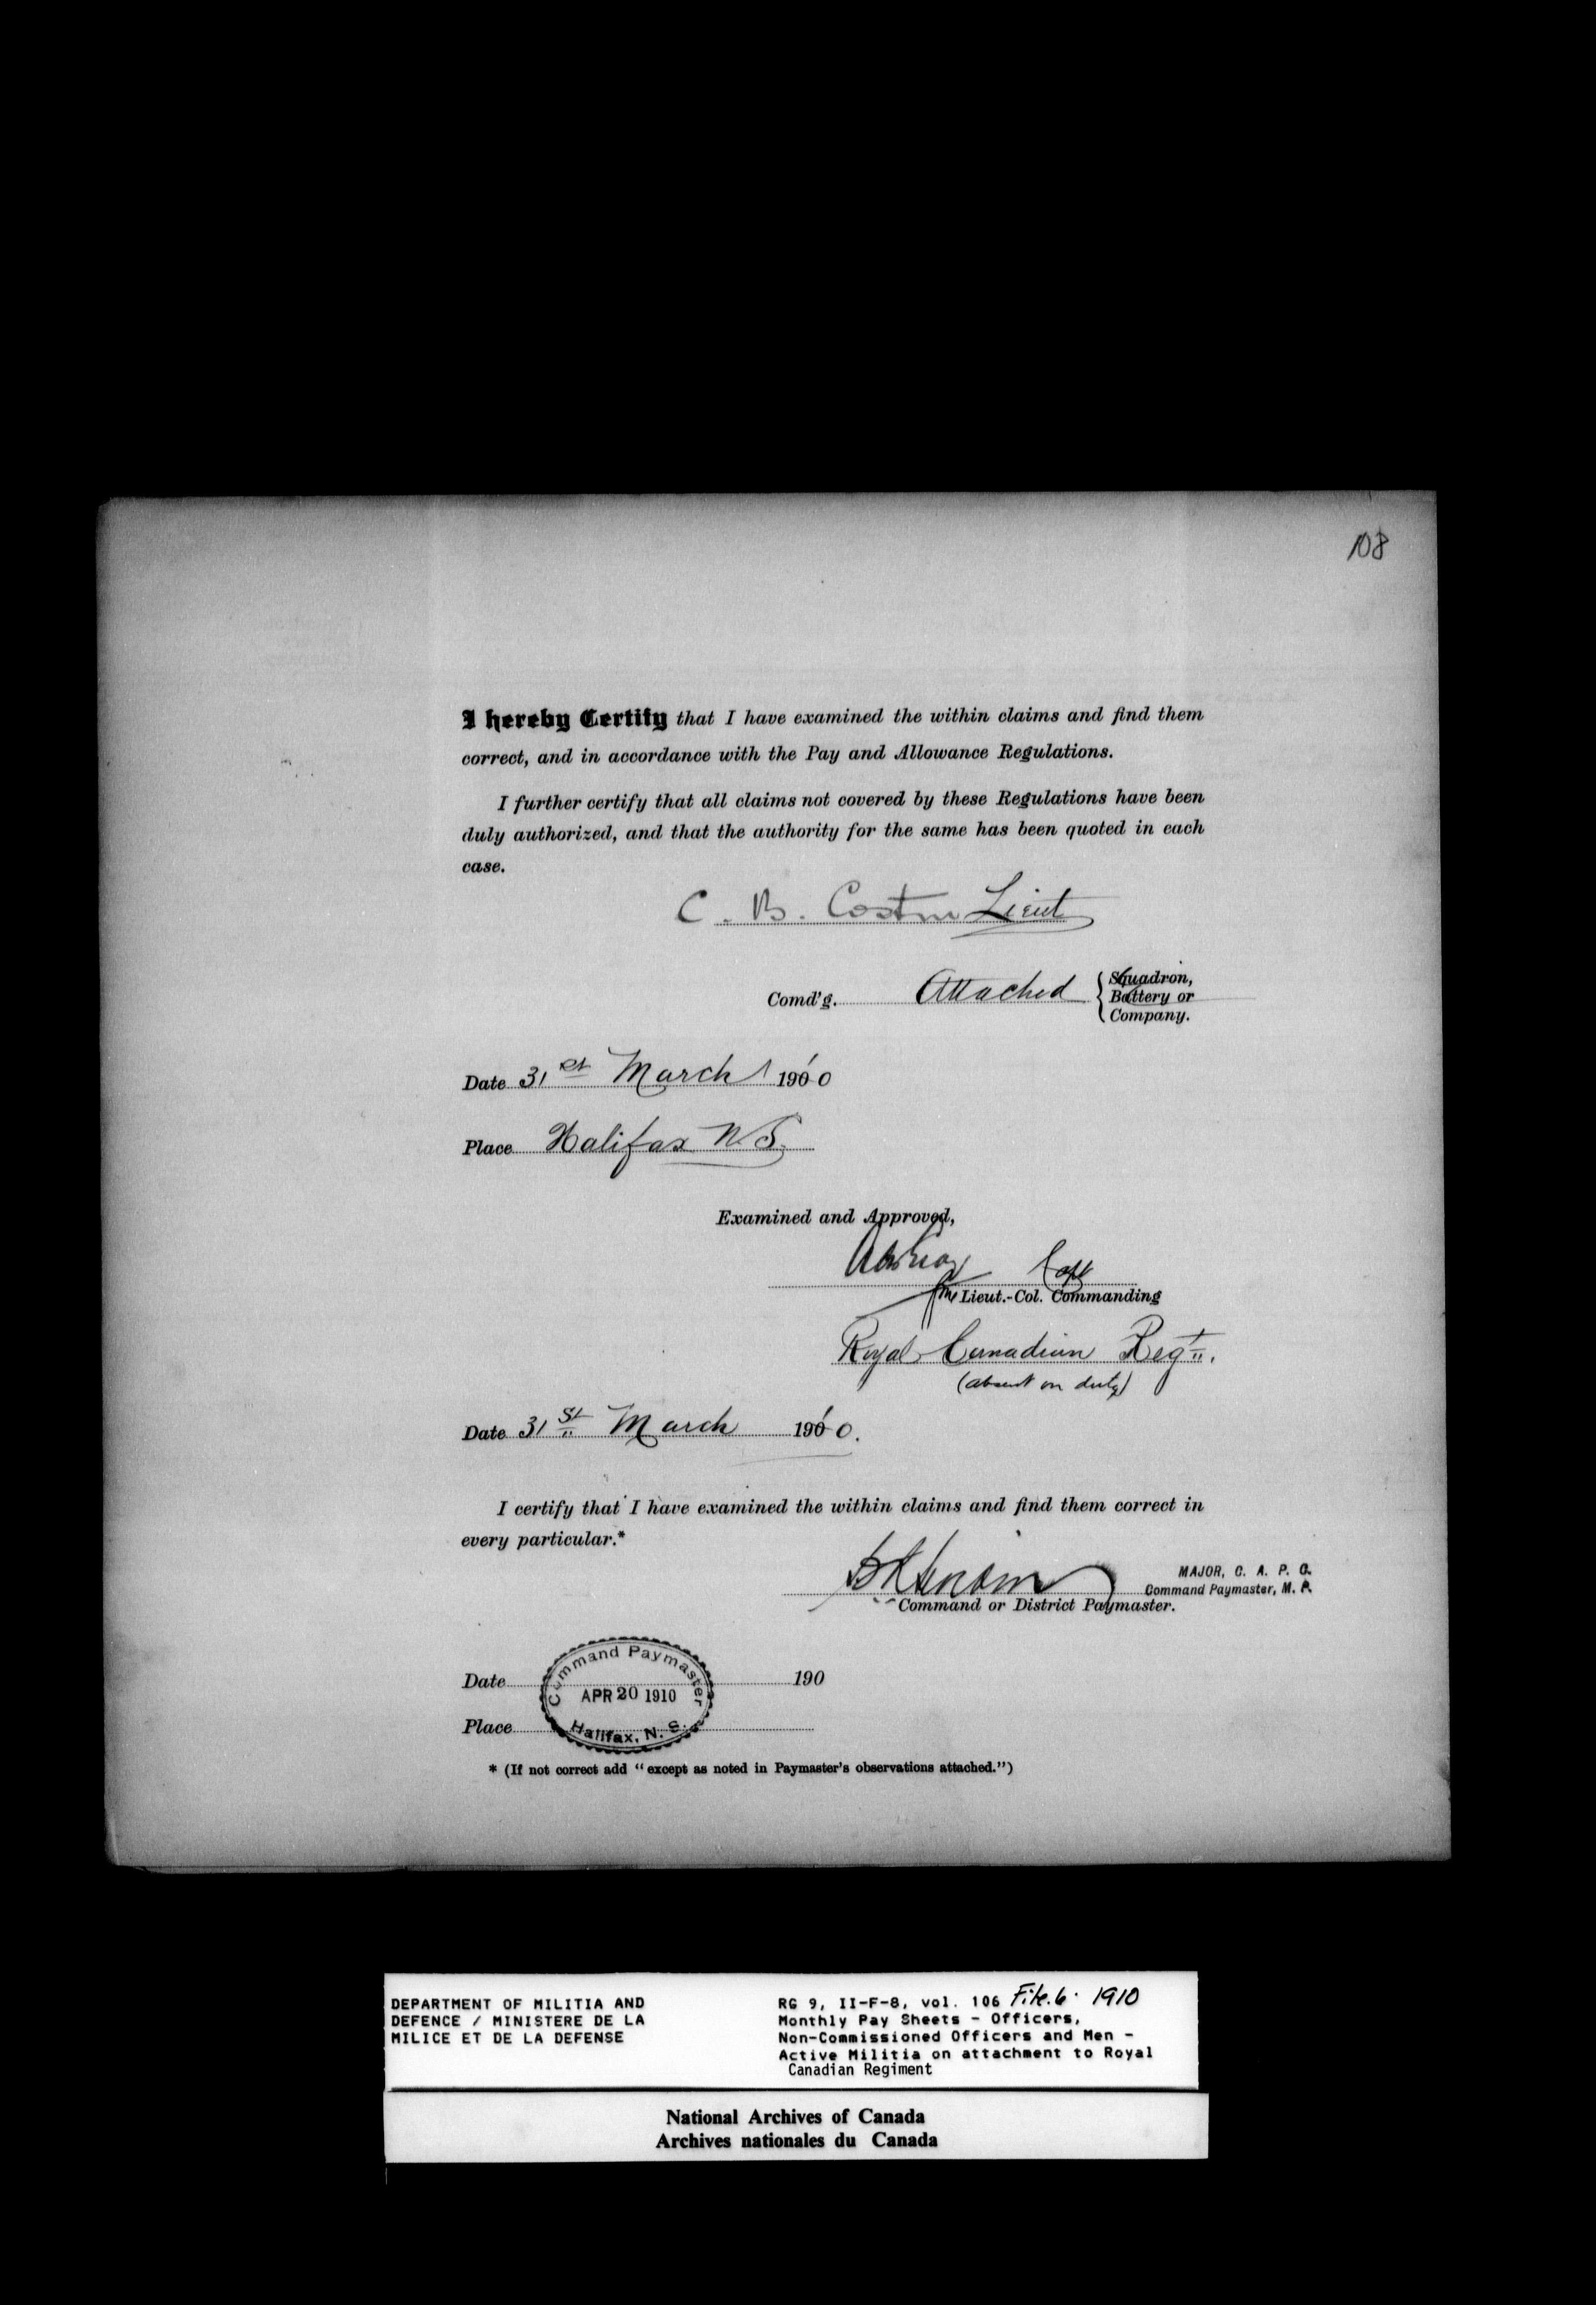 108
I hereby Certify that I have examined the within claims and find them
correct, and in accordance with the Pay and Allowance Regulations.
I further certify that all claims not covered by these Regulations have been
duly authorized, and that the authority for the same has been quoted in each
case.
C. B. Lieut
Comd'g. Attached { Squadron,
Battery or
Company.
Date 31st March 1910
Place Halifax N.S.
Examined and Approved,
Capt
for Lieut.-Col. Commanding
Royal Canadian Regt.
(absent on duty)
Date 31st March 1910.
I certify that I have examined the within claims and find them correct in
every particular.*
MAJOR, C. A. P. C.
Command Paymaster, M. P.
Command or District Paymaster.
Command Paymaster
Date 190
APR 20 1910
Place
Halifax, N. S.
* (If not correct add "except as noted in Paymaster's observations attached.")
DEPARTMENT OF MILITIA AND
DEFENCE / MINISTERE DE LA
MILICE ET DE LA DEFENSE
RG 9, II-F-8, vol. 106 File.6. 1910
Monthly Pay Sheets - Officers,
Non-Commissioned Officers and Men -
Active Militia on attachment to Royal
Canadian Regiment
National Archives of Canada
Archives nationales du Canada